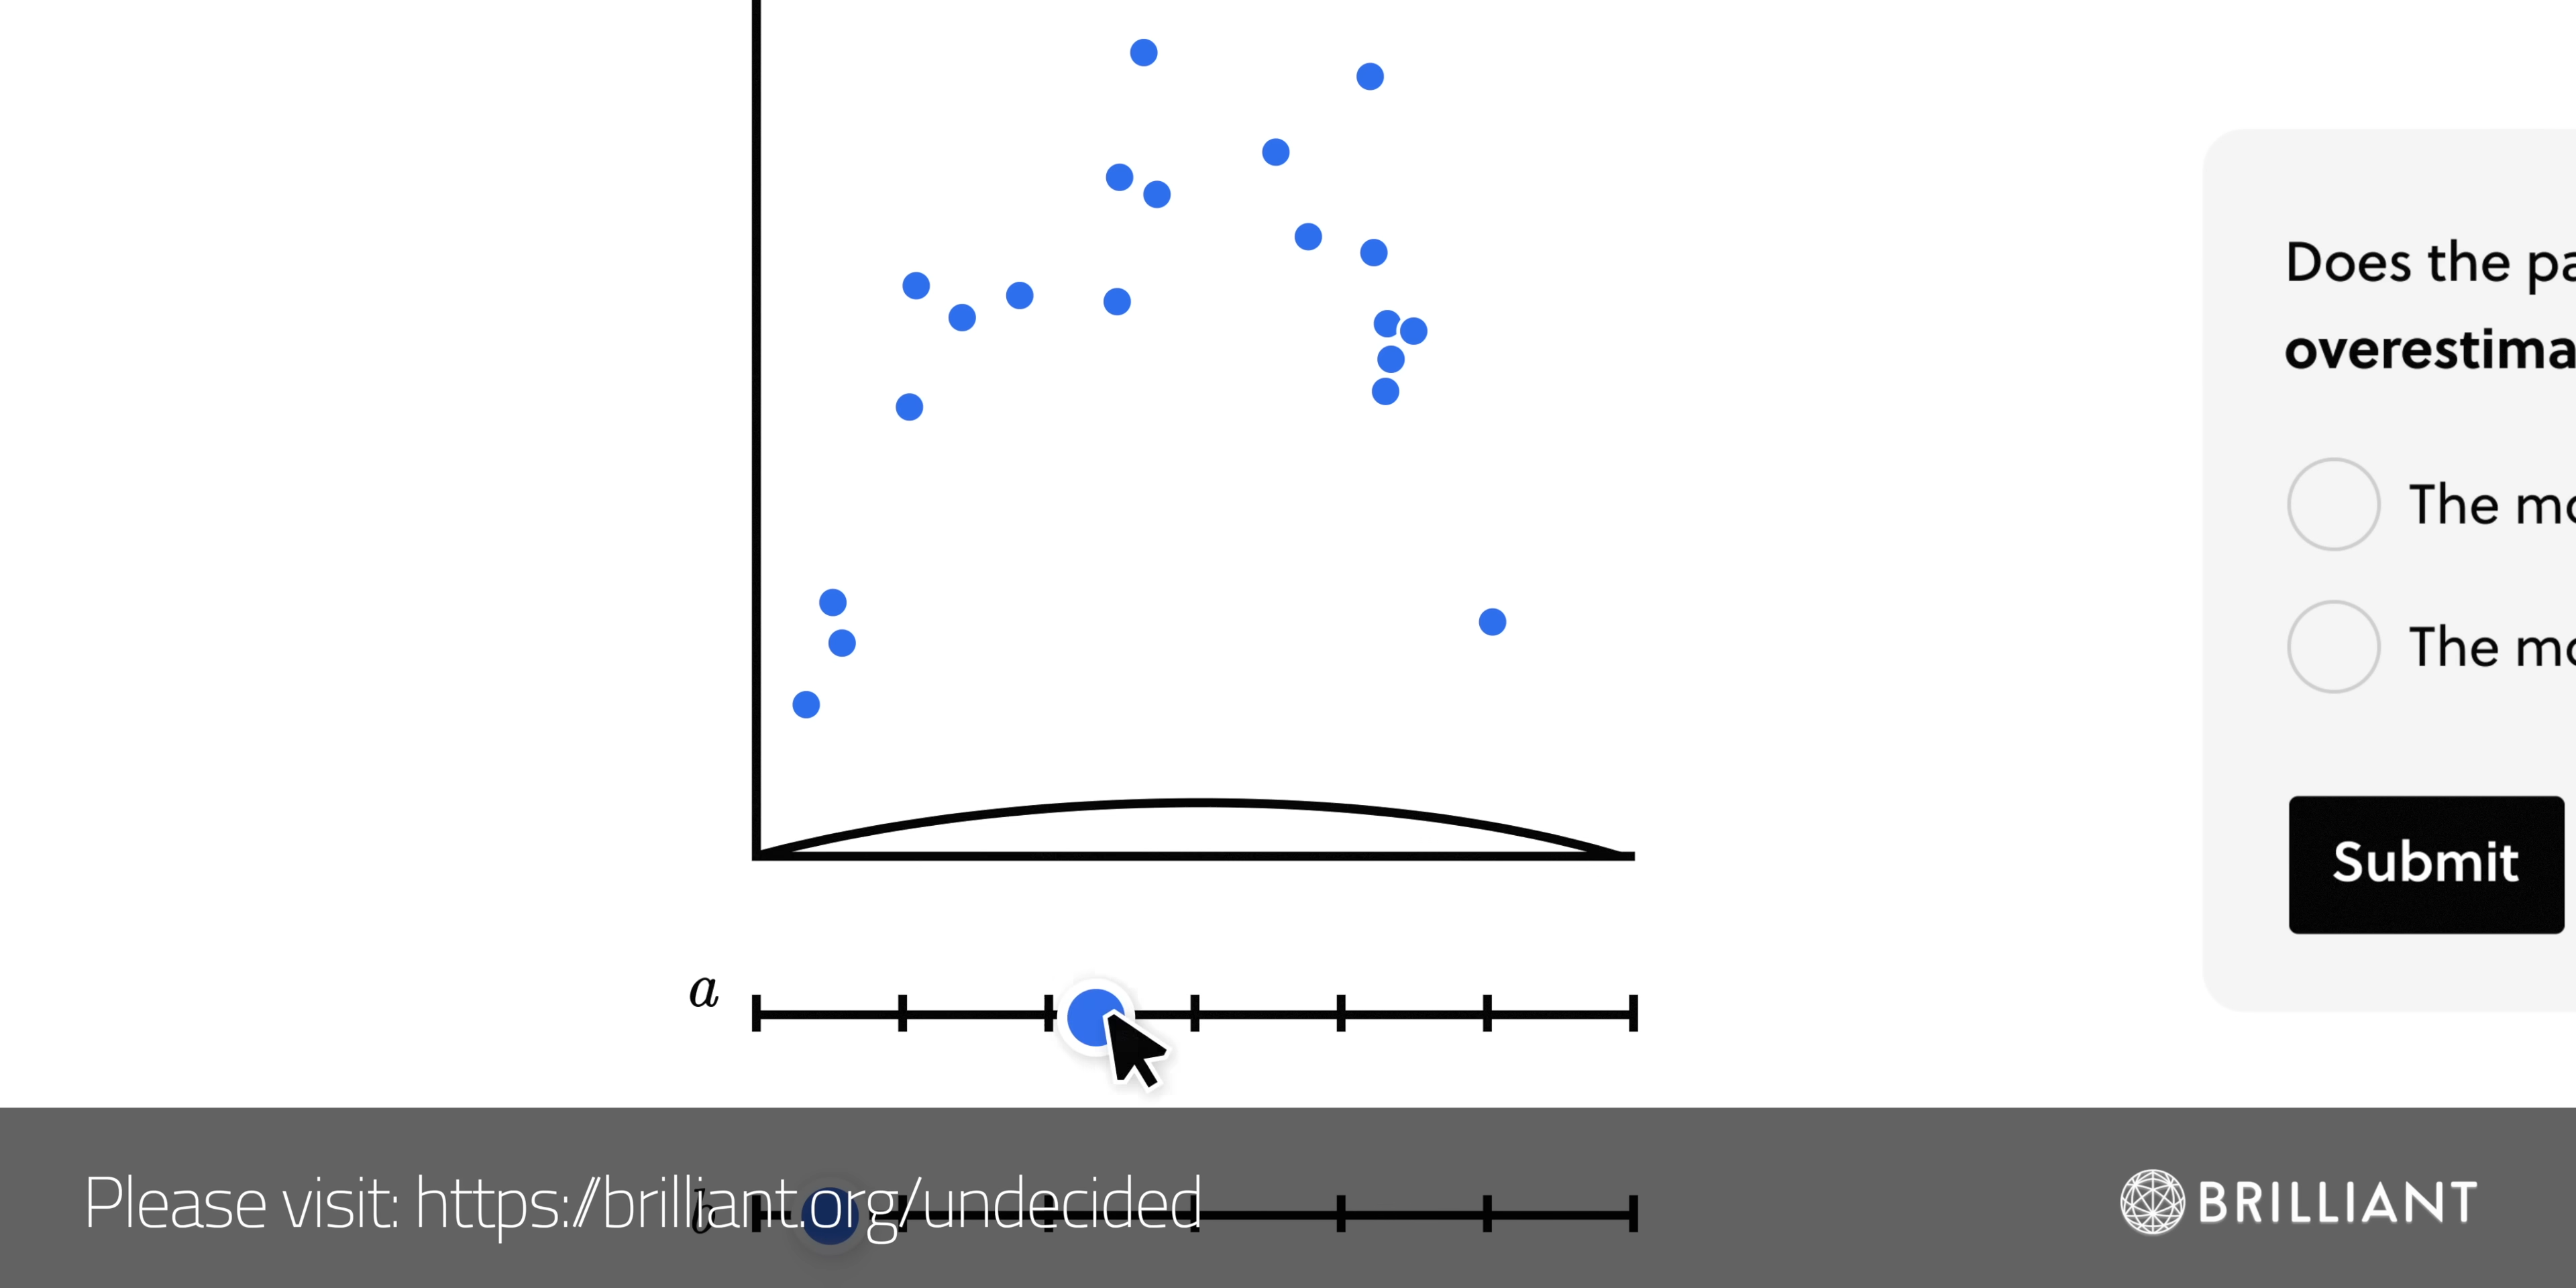 Does the pa
overestima
The mo
The mo
Submit
a
b
Please visit: https://brilliant.org/undecided
BRILLIANT